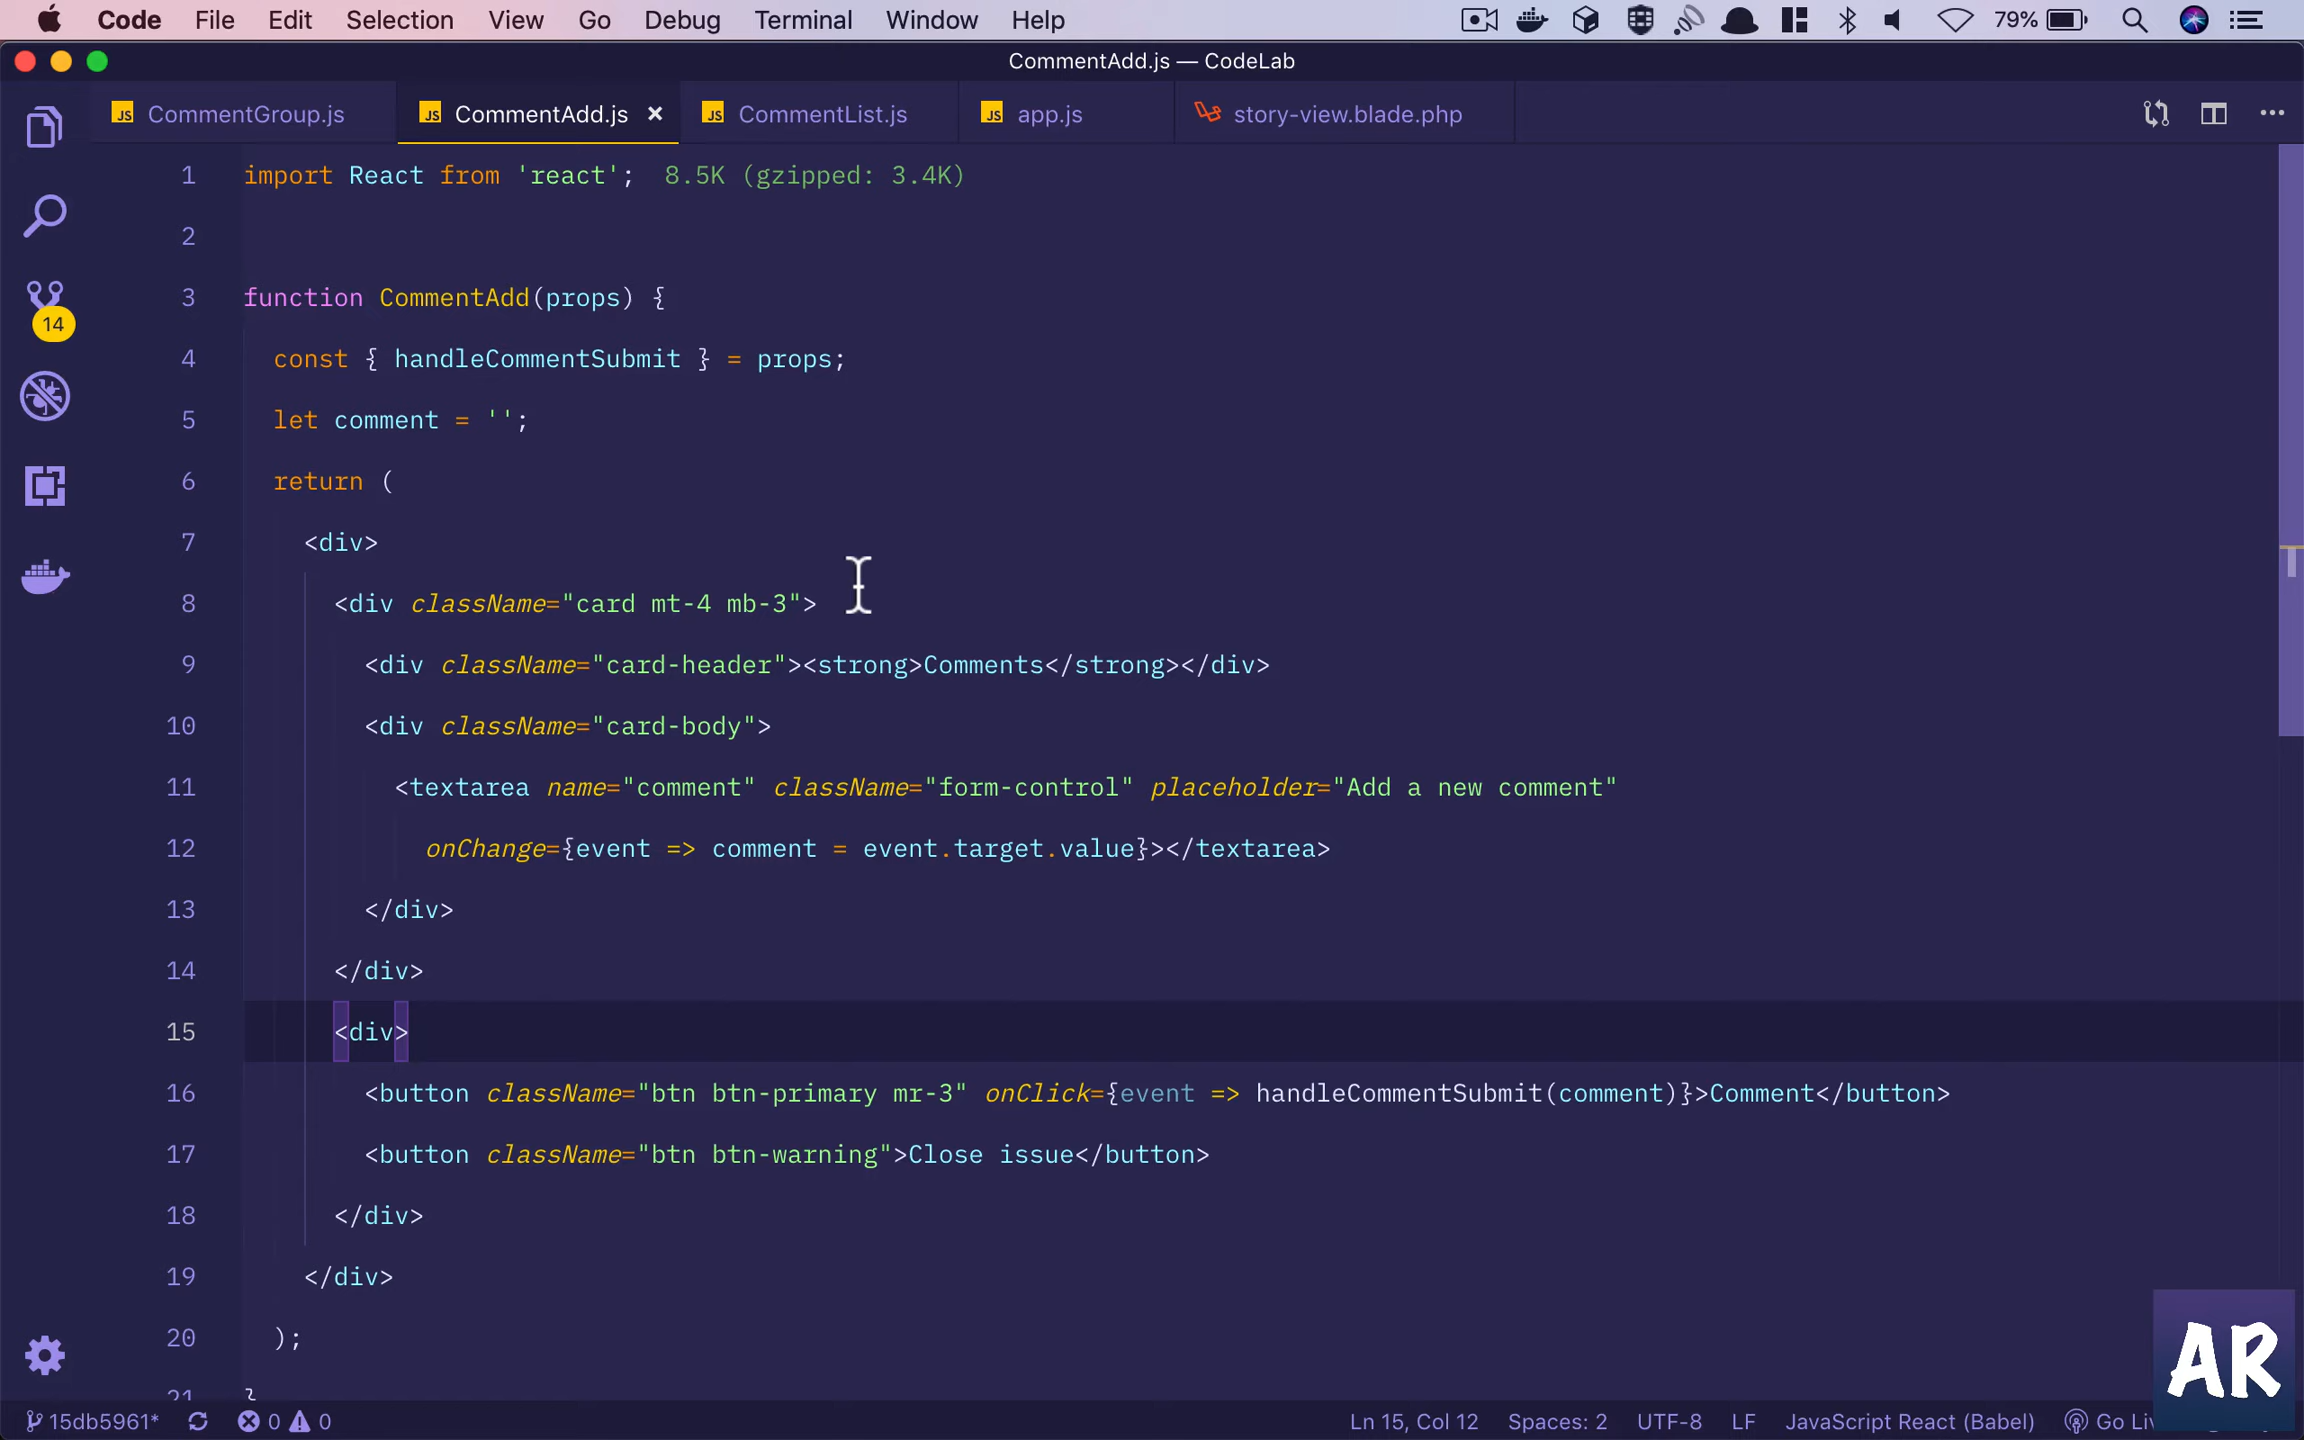 Code File Edit Selection View Go Debug Terminal Window Help 79%
CommentAdd.js — CodeLab
JS CommentGroup.js JS CommentAdd.js × JS CommentList.js JS app.js story-view.blade.php
1 import React from 'react'; 8.5K (gzipped: 3.4K)
2
3 function CommentAdd(props) {
4 const { handleCommentSubmit } = props;
5 let comment = '';
6 return (
7 <div>
8 <div className="card mt-4 mb-3">
9 <div className="card-header"><strong>Comments</strong></div>
10 <div className="card-body">
11 <textarea name="comment" className="form-control" placeholder="Add a new comment"
12 onChange={event => comment = event.target.value}></textarea>
13 </div>
14 </div>
15 <div>
16 <button className="btn btn-primary mr-3" onClick={event => handleCommentSubmit(comment)}>Comment</button>
17 <button className="btn btn-warning">Close issue</button>
18 </div>
19 </div>
20 );
21 }
14
AR
15db5961* 0 0 Ln 15, Col 12 Spaces: 2 UTF-8 LF JavaScript React (Babel) Go